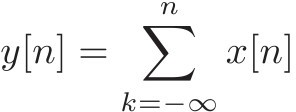 y[n] = \sum_{k=-\infty}^{n} x[n]